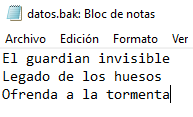 datos.bak: Bloc de notas
Archivo Edición Formato Ver
El guardian invisible
Legado de los huesos
Ofrenda a la tormenta